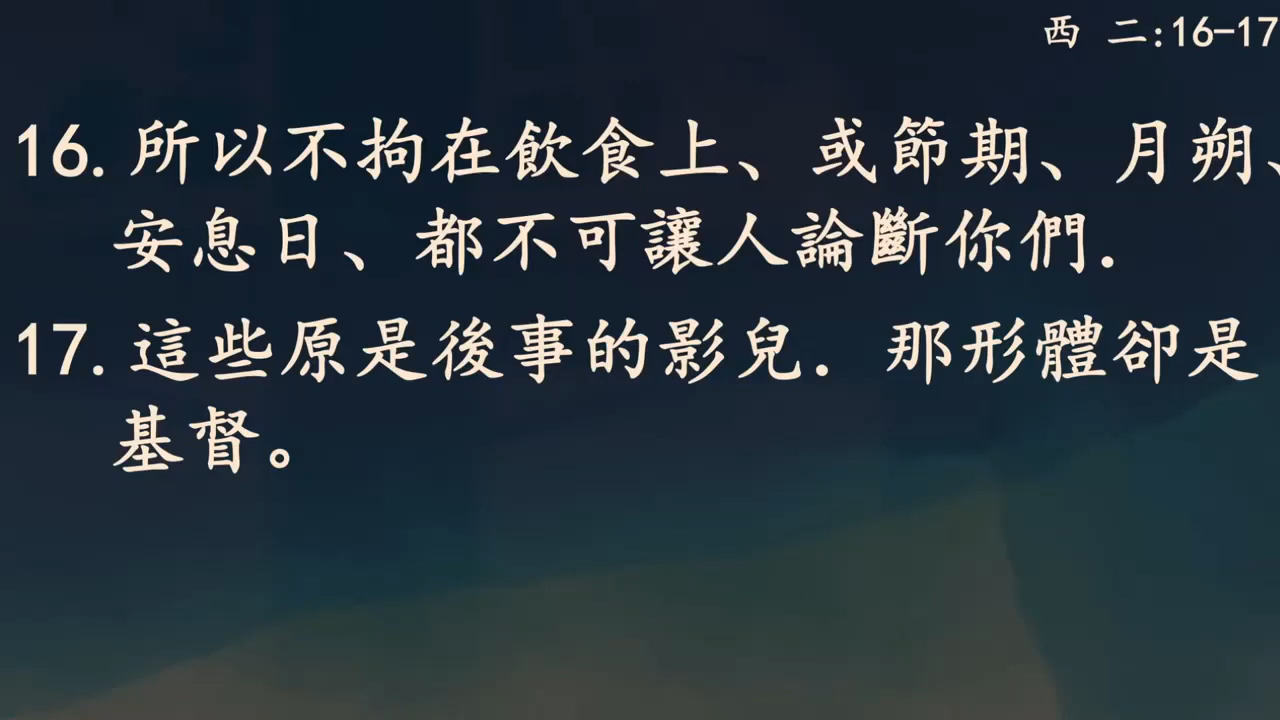 西 二:16-17
16.所以不拘在飲食上、或節期、月朔、
安息日、都不可讓人論斷你們.
17.這些原是後事的影兒. 那形體卻是
基督。